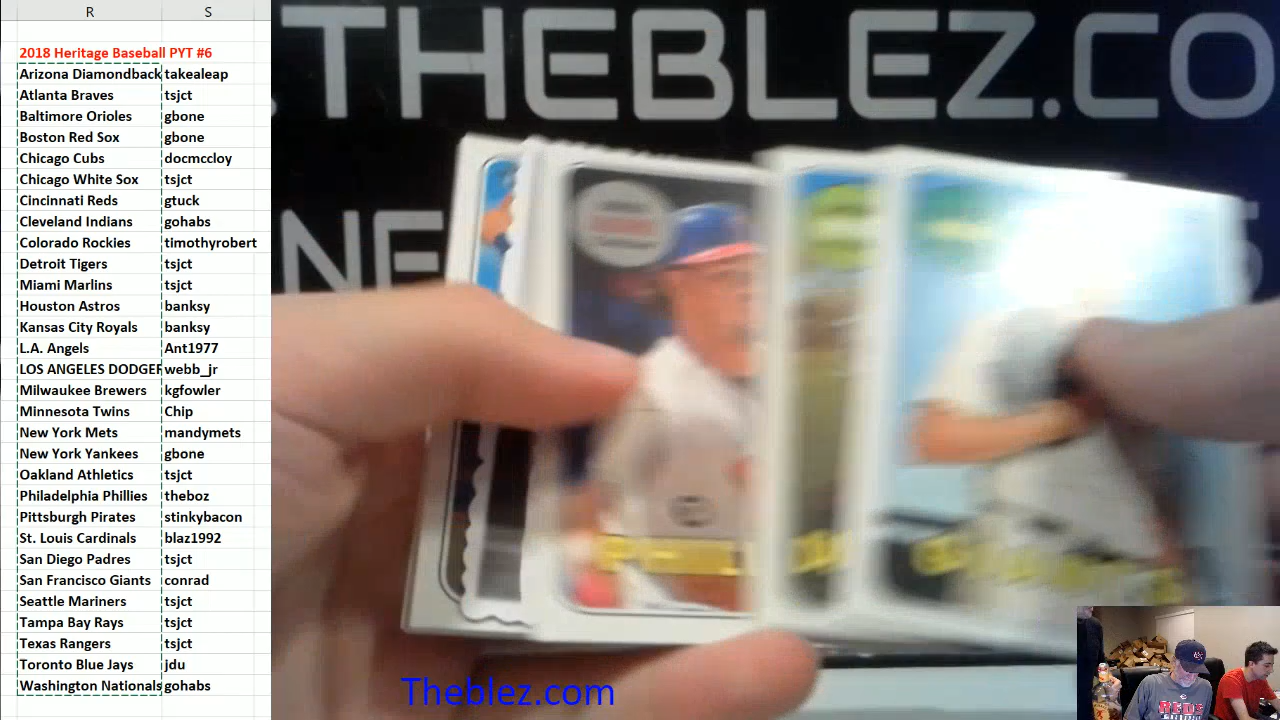 R S
2018 Heritage Baseball PYT #6
Arizona Diamondback takealeap
Atlanta Braves tsjct
Baltimore Orioles gbone
Boston Red Sox gbone
Chicago Cubs docmccloy
Chicago White Sox tsjct
Cincinnati Reds gtuck
Cleveland Indians gohabs
Colorado Rockies timothyrobert
Detroit Tigers tsjct
Miami Marlins tsjct
Houston Astros banksy
Kansas City Royals banksy
L.A. Angels Ant1977
LOS ANGELES DODGER webb_jr
Milwaukee Brewers kgfowler
Minnesota Twins Chip
New York Mets mandymets
New York Yankees gbone
Oakland Athletics tsjct
Philadelphia Phillies theboz
Pittsburgh Pirates stinkybacon
St. Louis Cardinals blaz1992
San Diego Padres tsjct
San Francisco Giants conrad
Seattle Mariners tsjct
Tampa Bay Rays tsjct
Texas Rangers tsjct
Toronto Blue Jays jdu
Washington Nationals gohabs
.THEBLEZ.CO
NE
Theblez.com
REDS